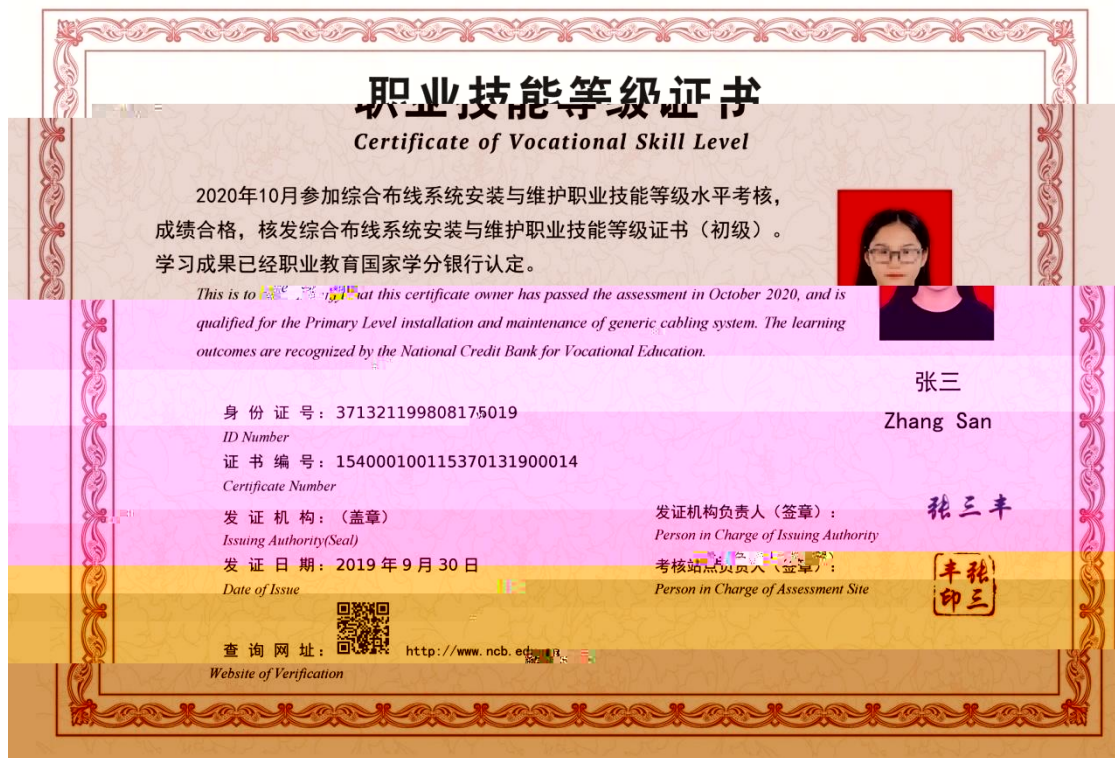 职业技能等级证书
Certificate of Vocational Skill Level
2020年10月参加综合布线系统安装与维护职业技能等级水平考核，
成绩合格，核发综合布线系统安装与维护职业技能等级证书（初级）。
学习成果已经职业教育国家学分银行认定。
This is to at this certificate owner has passed the assessment in October 2020, and is
qualified for the Primary Level installation and maintenance of generic cabling system. The learning
outcomes are recognized by the National Credit Bank for Vocational Education.
张三
Zhang San
身份证号：
ID Number
证书编号：154000100115370131900014
Certificate Number
发证机构：（盖章）
Issuing Authority(Seal)
发证日期：2019年9月30日
Date of Issue
发证机构负责人（签章）：
张三丰
Person in Charge of Issuing Authority
考核站点负责人（签章）：
Person in Charge of Assessment Site
张三丰印
查询网址：
Website of Verification